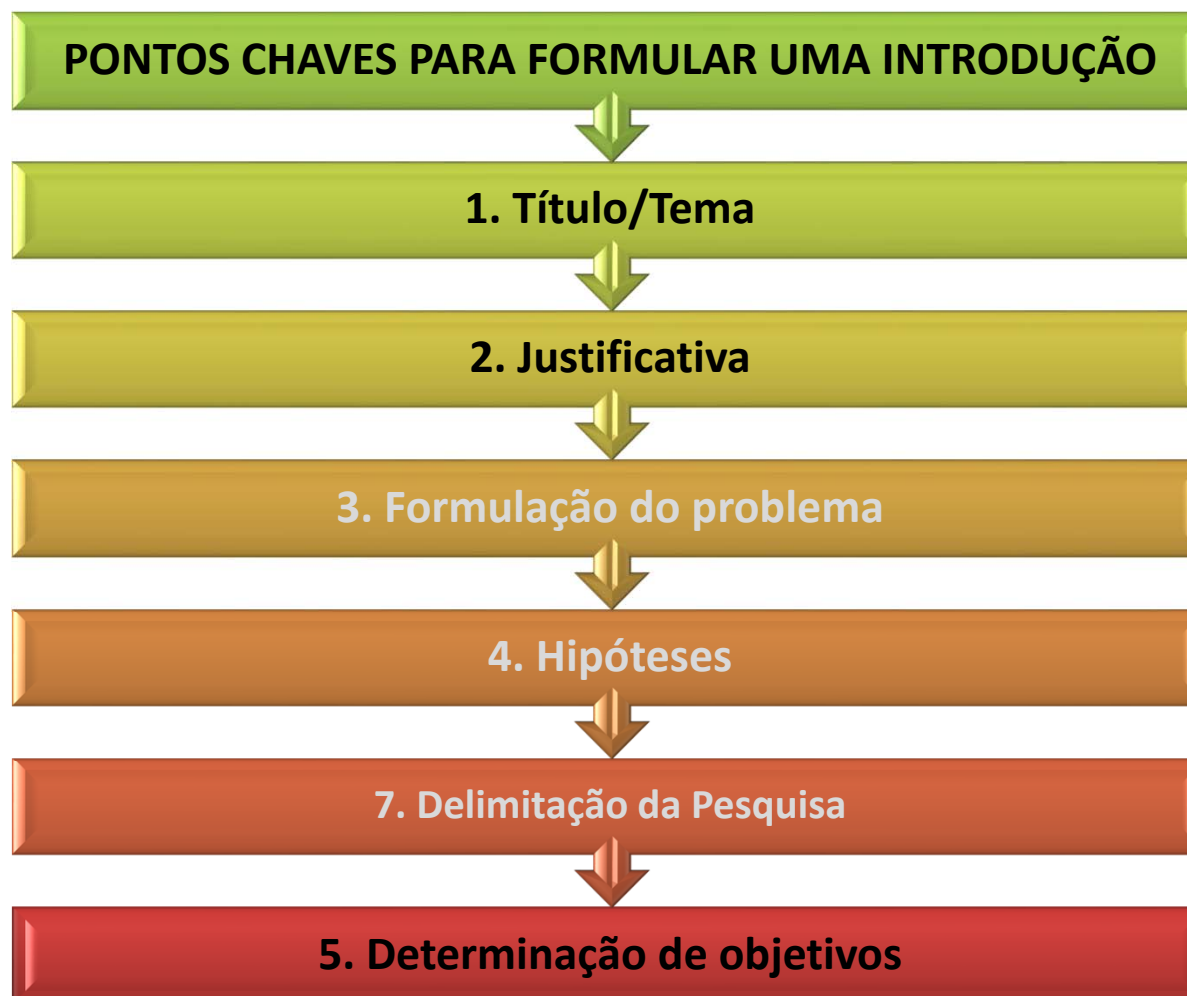 PONTOS CHAVES PARA FORMULAR UMA INTRODUÇÃO
1. Título/Tema
2. Justificativa
3. Formulação do problema
4. Hipóteses
7. Delimitação da Pesquisa
5. Determinação de objetivos